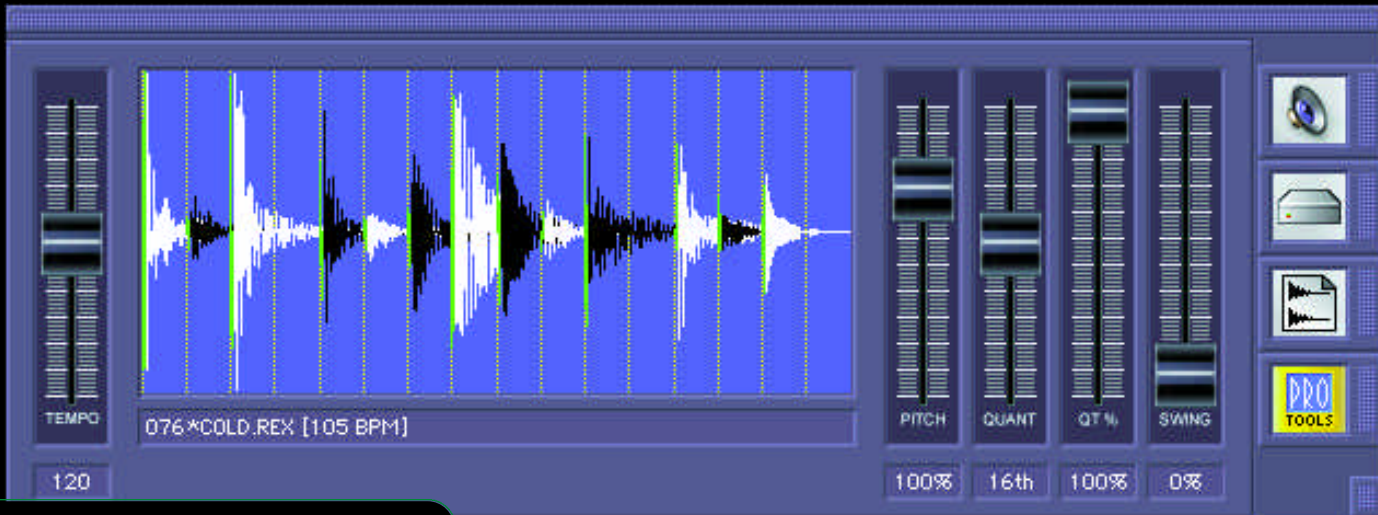 TEMPO
120
076*COLD.REX [105 BPM]
PITCH
QUANT
QT %
SWING
100%
16th
100%
0%
PRO
TOOLS